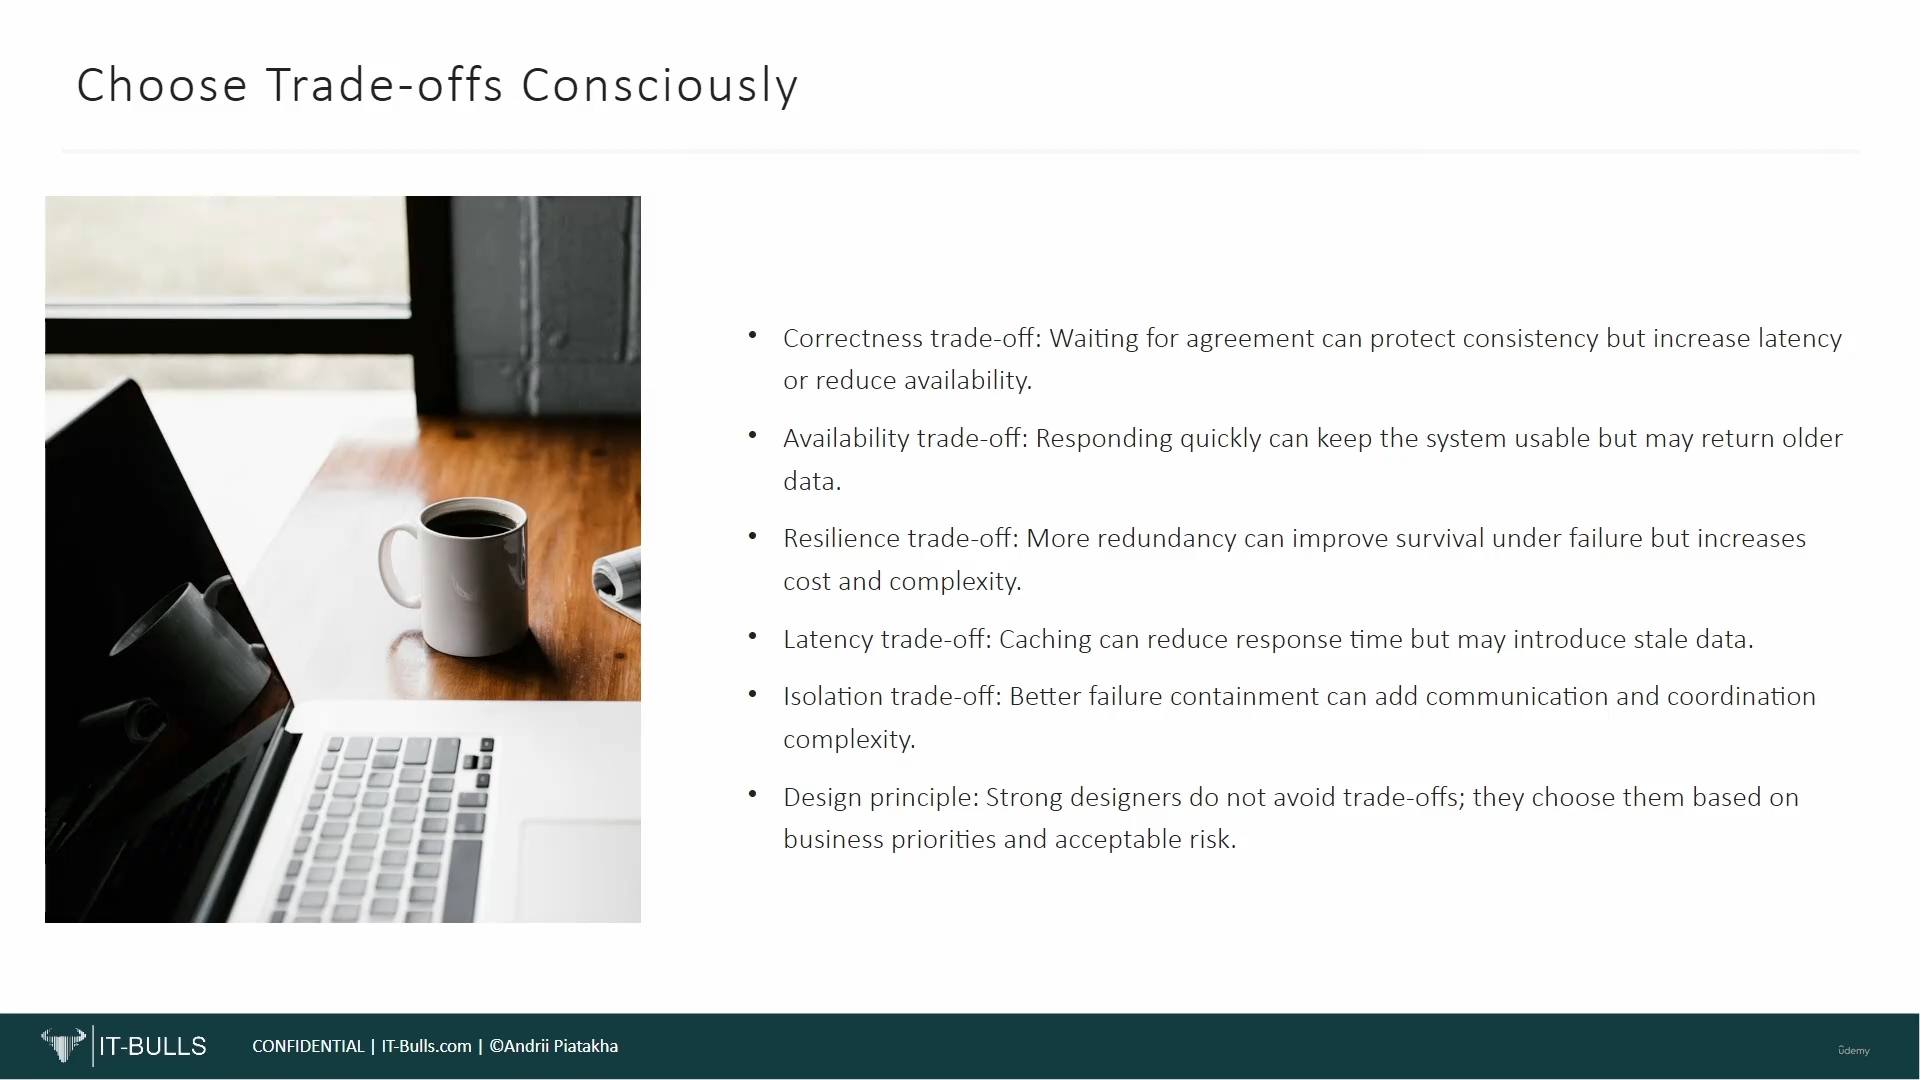 Choose Trade-offs Consciously
• Correctness trade-off: Waiting for agreement can protect consistency but increase latency
or reduce availability.
• Availability trade-off: Responding quickly can keep the system usable but may return older
data.
• Resilience trade-off: More redundancy can improve survival under failure but increases
cost and complexity.
• Latency trade-off: Caching can reduce response time but may introduce stale data.
• Isolation trade-off: Better failure containment can add communication and coordination
complexity.
• Design principle: Strong designers do not avoid trade-offs; they choose them based on
business priorities and acceptable risk.
IT-BULLS
CONFIDENTIAL | IT-Bulls.com | ©Andrii Piatakha
ûdemy